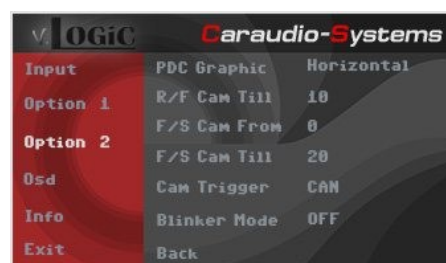 v.LOGiC
Caraudio-Systems
Input
Option 1
Option 2
Osd
Info
Exit
PDC Graphic Horizontal
R/F Cam Till 10
F/S Cam From 0
F/S Cam Till 20
Cam Trigger CAN
Blinker Mode OFF
Back